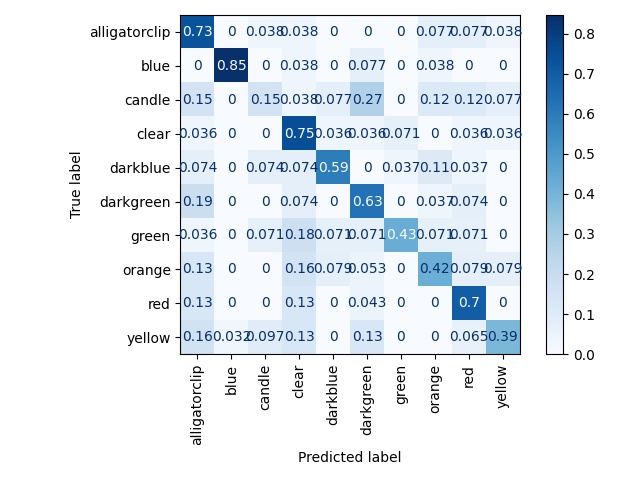 alligatorclip 0.73 0 0.038 0.038 0 0 0 0.077 0.077 0.038
blue 0 0.85 0 0.038 0 0.077 0 0.038 0 0
candle 0.15 0 0.15 0.038 0.077 0.27 0 0.12 0.12 0.077
clear 0.036 0 0 0.75 0.036 0.036 0.071 0 0.036 0.036
darkblue 0.074 0 0.074 0.074 0.59 0 0.037 0.11 0.037 0
darkgreen 0.19 0 0 0.074 0 0.63 0 0.037 0.074 0
green 0.036 0 0.071 0.18 0.071 0.071 0.43 0.071 0.071 0
orange 0.13 0 0 0.16 0.079 0.053 0 0.42 0.079 0.079
red 0.13 0 0 0.13 0 0.043 0 0 0.7 0
yellow 0.16 0.032 0.097 0.13 0 0.13 0 0 0.065 0.39
alligatorclip
blue
candle
clear
darkblue
darkgreen
green
orange
red
yellow
Predicted label
True label
0.8
0.7
0.6
0.5
0.4
0.3
0.2
0.1
0.0